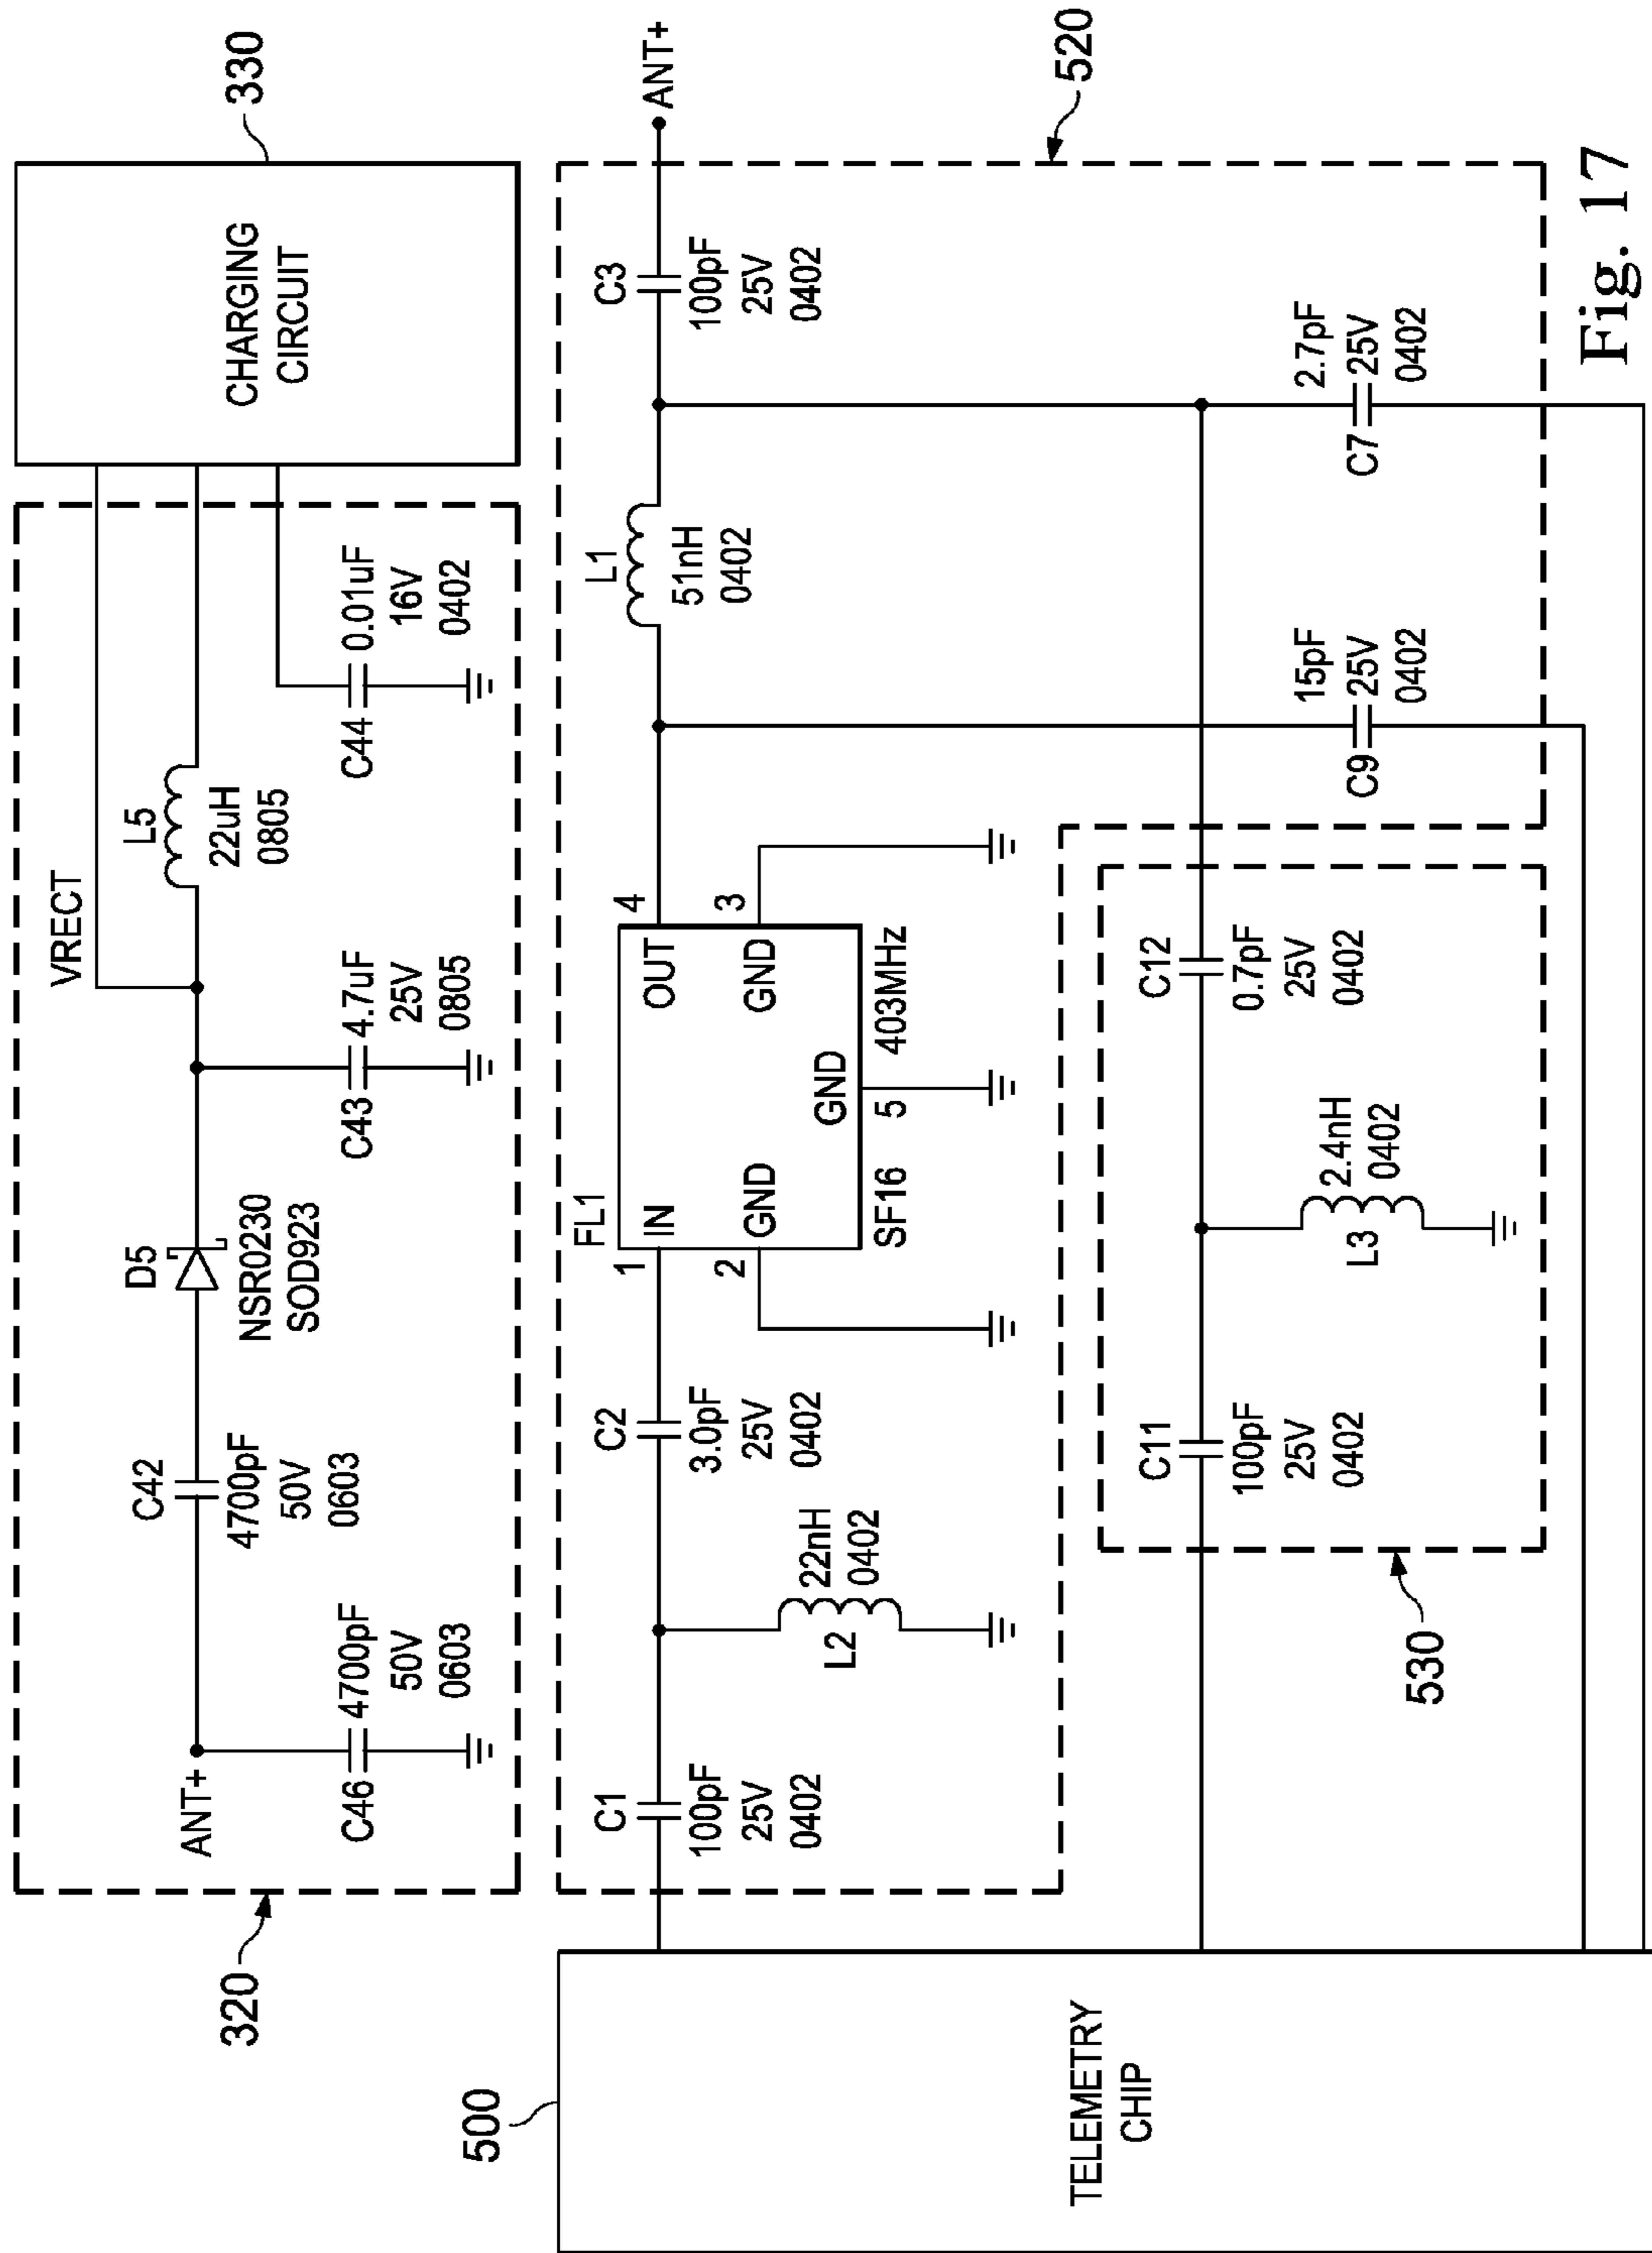 320
ANT+
C46
4700pF
50V
0603
C42
4700pF
50V
0603
D5
NSR0230
SOD923
VRECT
C43
4.7uF
25V
0805
L5
22uH
0805
C44
0.01uF
16V
0402
CHARGING
CIRCUIT
330
500
TELEMETRY
CHIP
C1
100pF
25V
0402
L2
22nH
0402
C2
3.0pF
25V
0402
FL1
1
IN
2
GND
OUT
4
GND
3
GND
5
SF16
403MHz
L1
51nH
0402
C3
100pF
25V
0402
ANT+
520
C9
15pF
25V
0402
C7
2.7pF
25V
0402
530
C11
100pF
25V
0402
L3
2.4nH
0402
C12
0.7pF
25V
0402
Fig. 17